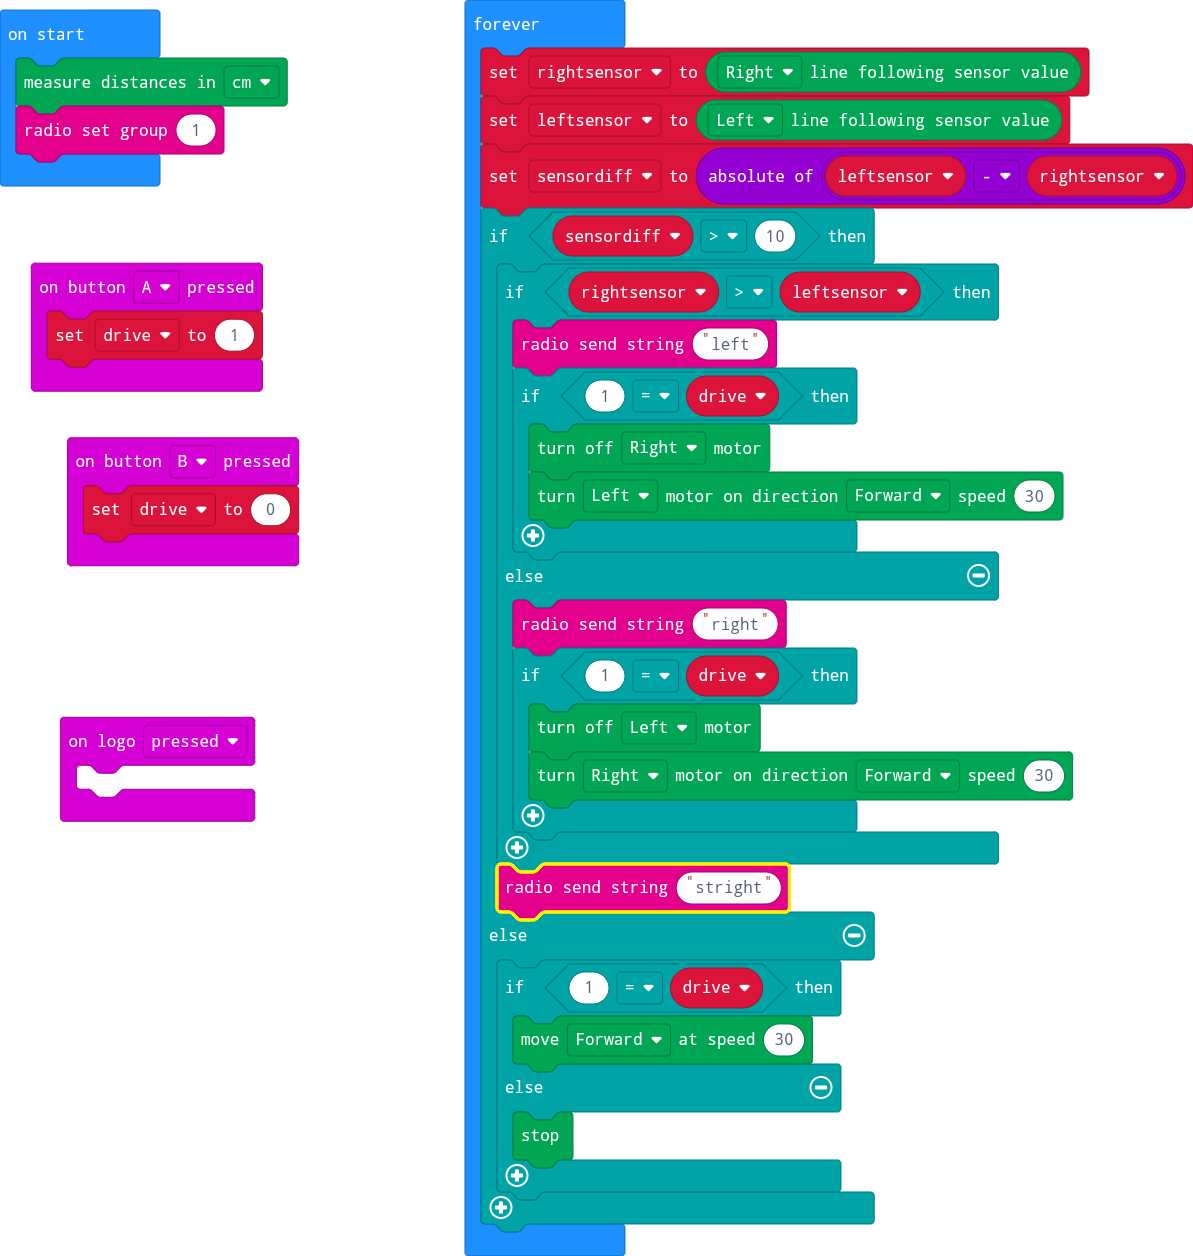 on start
measure distances in cm
radio set group 1
on button A pressed
set drive to 1
on button B pressed
set drive to 0
on logo pressed
forever
set rightsensor to Right line following sensor value
set leftsensor to Left line following sensor value
set sensordiff to absolute of leftsensor - rightsensor
if sensordiff > 10 then
if rightsensor > leftsensor then
radio send string "left"
if 1 = drive then
turn off Right motor
turn Left motor on direction Forward speed 30
else
radio send string "right"
if 1 = drive then
turn off Left motor
turn Right motor on direction Forward speed 30
radio send string "stright"
else
if 1 = drive then
move Forward at speed 30
else
stop